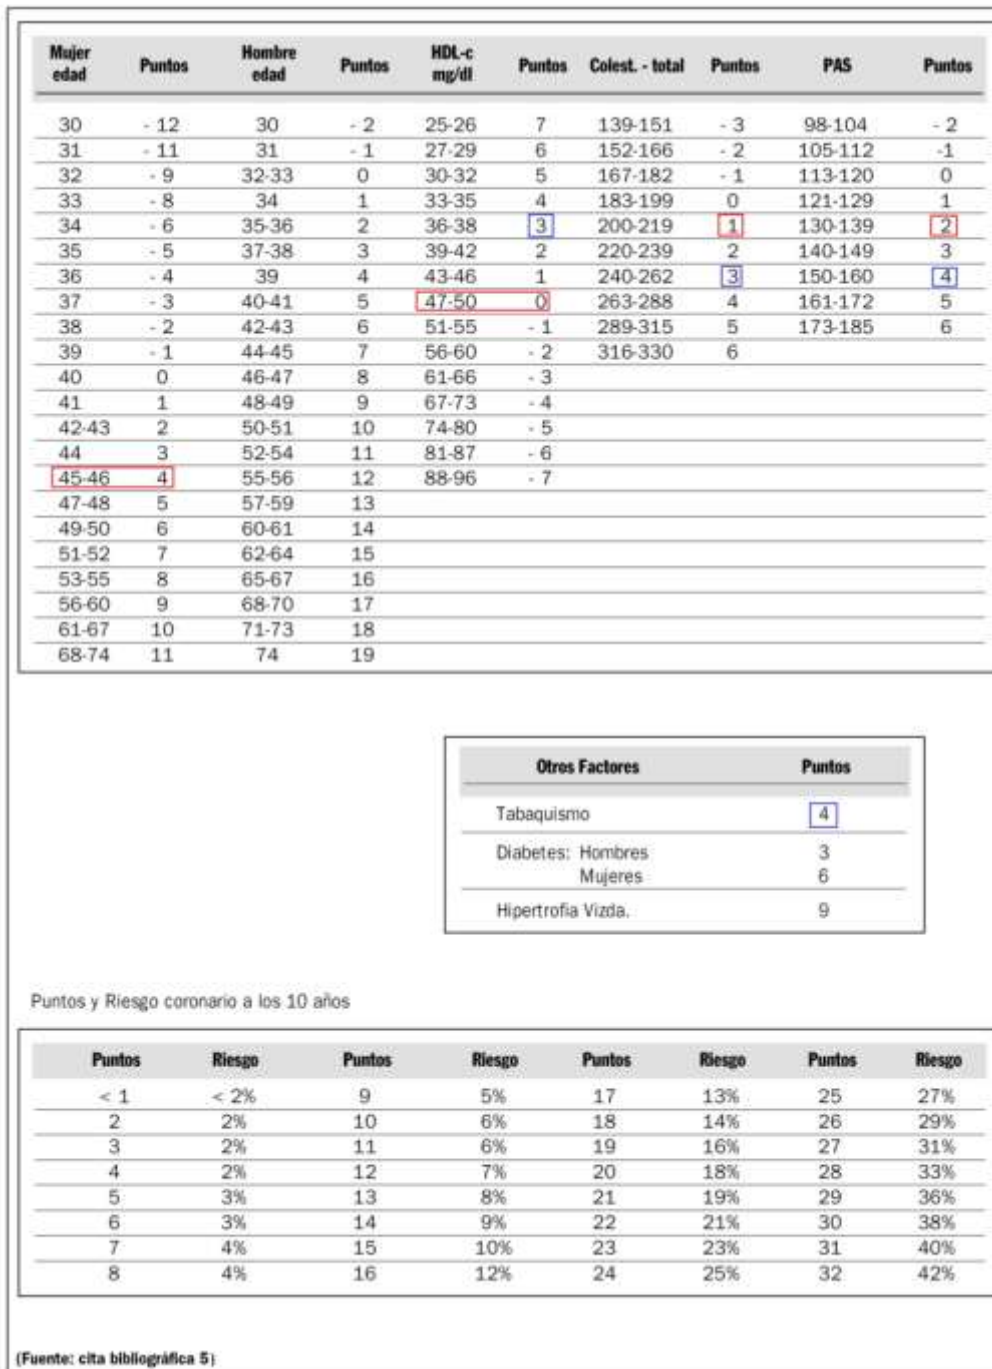 Mujer edad Puntos Hombre edad Puntos HDL-c mg/dl Puntos Colest. - total Puntos PAS Puntos
30 - 12 30 - 2 25-26 7 139-151 - 3 98-104 - 2
31 - 11 31 - 1 27-29 6 152-166 - 2 105-112 -1
32 - 9 32-33 0 30-32 5 167-182 - 1 113-120 0
33 - 8 34 1 33-35 4 183-199 0 121-129 1
34 - 6 35-36 2 36-38 3 200-219 1 130-139 2
35 - 5 37-38 3 39-42 2 220-239 2 140-149 3
36 - 4 39 4 43-46 1 240-262 3 150-160 4
37 - 3 40-41 5 47-50 0 263-288 4 161-172 5
38 - 2 42-43 6 51-55 - 1 289-315 5 173-185 6
39 - 1 44-45 7 56-60 - 2 316-330 6
40 0 46-47 8 61-66 - 3
41 1 48-49 9 67-73 - 4
42-43 2 50-51 10 74-80 - 5
44 3 52-54 11 81-87 - 6
45-46 4 55-56 12 88-96 - 7
47-48 5 57-59 13
49-50 6 60-61 14
51-52 7 62-64 15
53-55 8 65-67 16
56-60 9 68-70 17
61-67 10 71-73 18
68-74 11 74 19
Otros Factores Puntos
Tabaquismo 4
Diabetes: Hombres 3
Mujeres 6
Hipertrofia Vizda. 9
Puntos y Riesgo coronario a los 10 años
Puntos Riesgo Puntos Riesgo Puntos Riesgo Puntos Riesgo
< 1 < 2% 9 5% 17 13% 25 27%
2 2% 10 6% 18 14% 26 29%
3 2% 11 6% 19 16% 27 31%
4 2% 12 7% 20 18% 28 33%
5 3% 13 8% 21 19% 29 36%
6 3% 14 9% 22 21% 30 38%
7 4% 15 10% 23 23% 31 40%
8 4% 16 12% 24 25% 32 42%
(Fuente: cita bibliográfica 5)